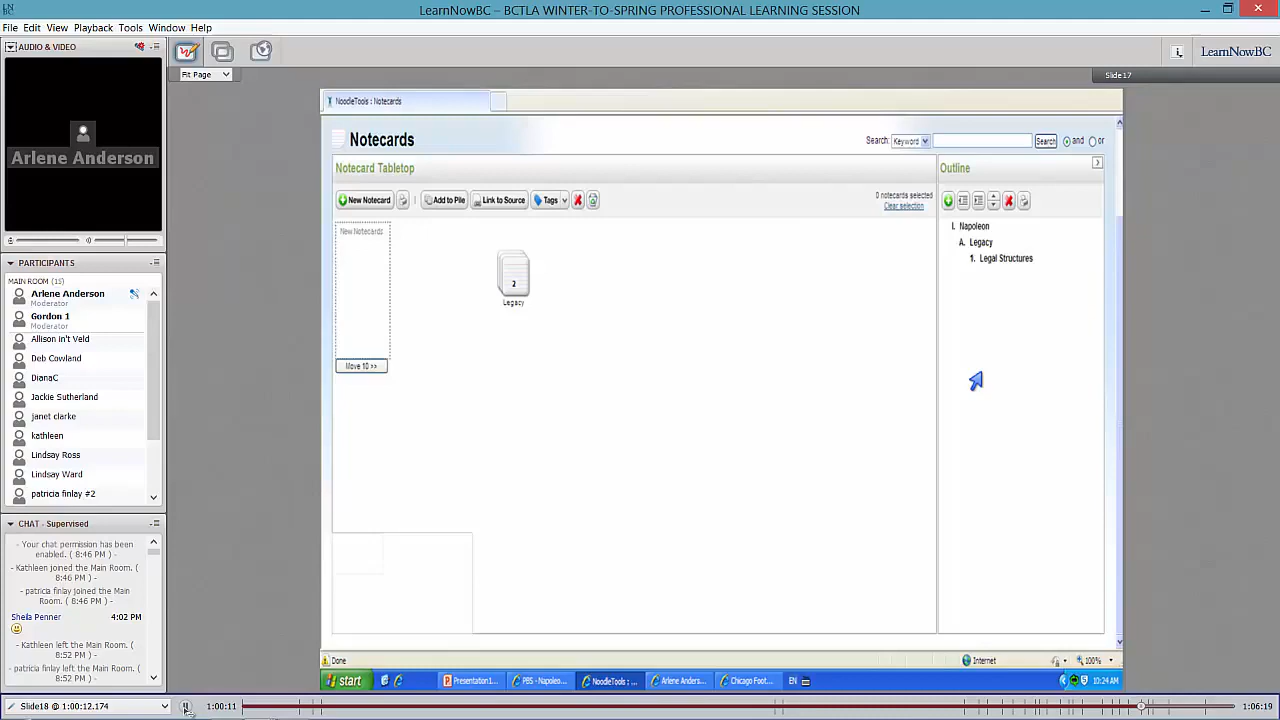 LearnNowBC – BCTLA WINTER-TO-SPRING PROFESSIONAL LEARNING SESSION
File Edit View Playback Tools Window Help
AUDIO & VIDEO
Arlene Anderson
PARTICIPANTS
MAIN ROOM (15)
Arlene Anderson
Moderator
Gordon 1
Moderator
Allison in't Veld
Deb Cowland
DianaC
Jackie Sutherland
janet clarke
kathleen
Lindsay Ross
Lindsay Ward
patricia finlay #2
CHAT - Supervised
- Your chat permission has been
enabled. ( 8:46 PM ) -
- Kathleen joined the Main Room. (
8:46 PM ) -
- patricia finlay joined the Main
Room. ( 8:46 PM ) -
Sheila Penner 4:02 PM
- Kathleen left the Main Room. (
8:52 PM ) -
- patricia finlay left the Main Room. (
8:52 PM ) -
Fit Page
LearnNowBC
Slide17
NoodleTools : Notecards
Notecards
Search: Keyword Search and or
Notecard Tabletop
New Notecard Add to Pile Link to Source Tags
0 notecards selected
Clear selection
New Notecards
2
Legacy
Move 10 >>
Outline
I. Napoleon
A. Legacy
1. Legal Structures
Done Internet 100%
start Presentation1... PBS - Napoleo... NoodleTools : ... Arlene Anders... Chicago Foot... EN 10:24 AM
Slide18 @ 1:00:12.174 1:00:11 1:06:19